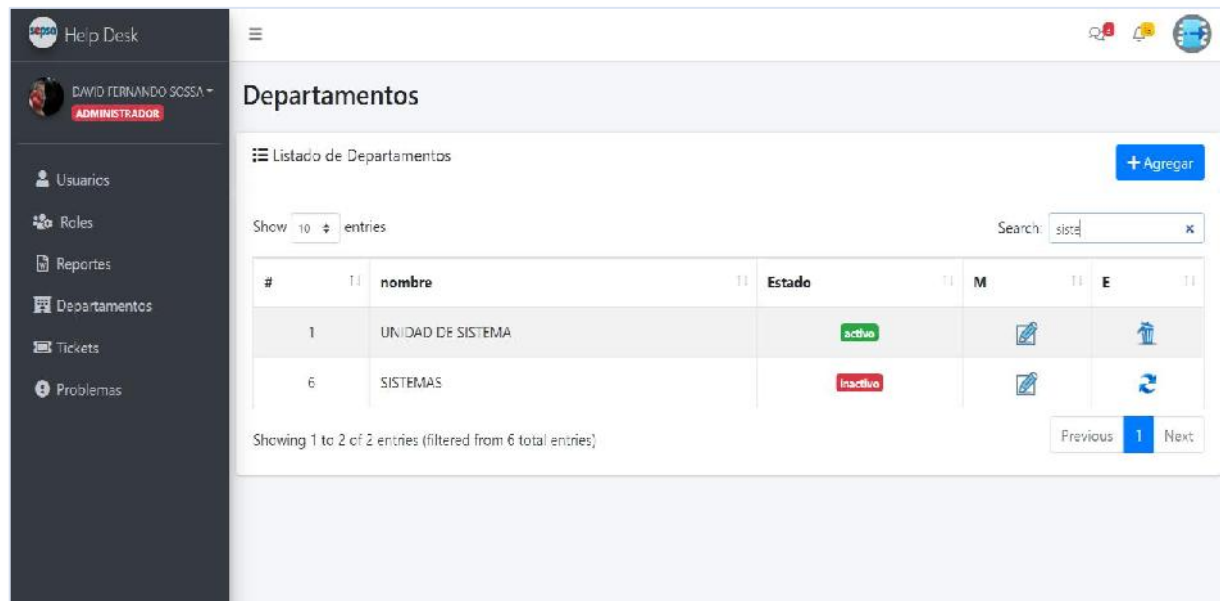 sepsa Help Desk
DAVID FERNANDO SOSSA
ADMINISTRADOR
Usuarios
Roles
Reportes
Departamentos
Tickets
Problemas
Departamentos
Listado de Departamentos
+ Agregar
Show 10 entries
Search: siste
# nombre Estado M E
1 UNIDAD DE SISTEMA activo
6 SISTEMAS inactivo
Showing 1 to 2 of 2 entries (filtered from 6 total entries)
Previous 1 Next